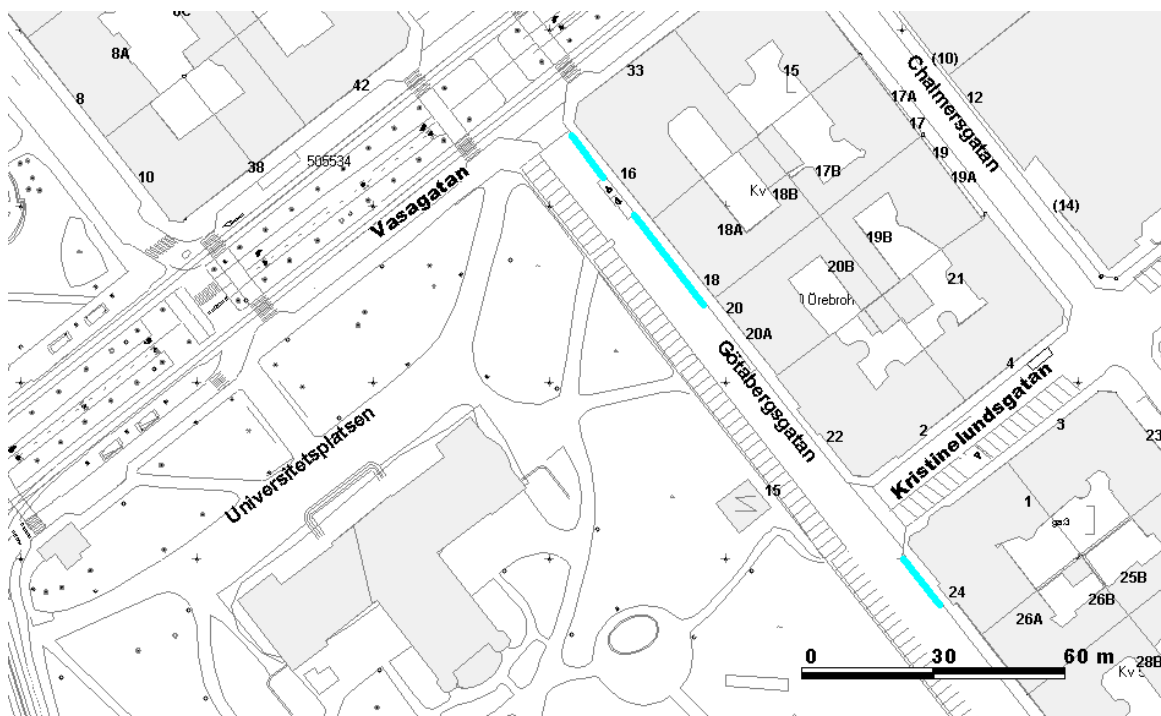 8C
8A
8
42
33
15
(10)
Chalmersgatan
12
17A
17
19
19A
10
38
505534
Vasagatan
16
17B
18B
Kv
18A
(14)
19B
18
20B
21
20
Örebroh
20A
Götabergsgatan
4
Kristinelundsgatan
Universitetsplatsen
22
2
3
23
15
1
24
25B
26B
26A
28B
0 30 60 m